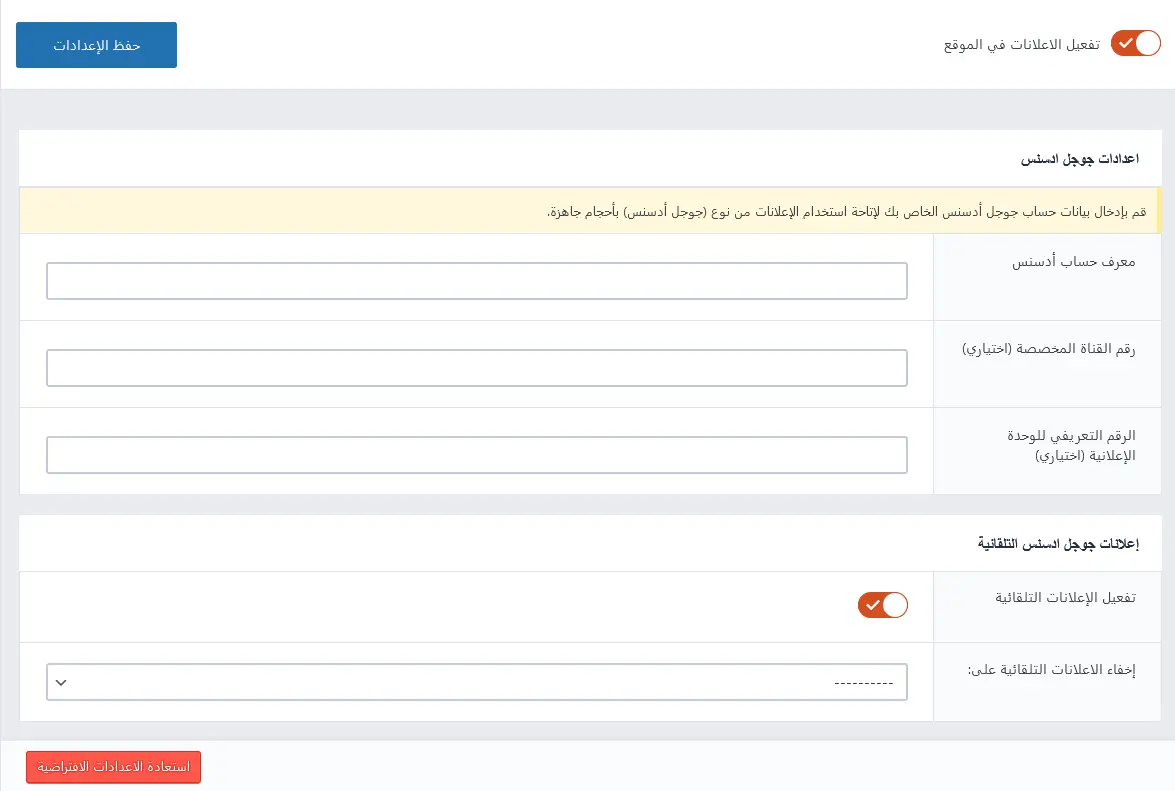 تفعيل الاعلانات في الموقع
حفظ الإعدادات
اعدادات جوجل ادسنس
قم بإدخال بيانات حساب جوجل أدسنس الخاص بك لإتاحة استخدام الإعلانات من نوع (جوجل أدسنس) بأحجام جاهزة.
معرف حساب أدسنس
رقم القناة المخصصة (اختياري)
الرقم التعريفي للوحدة
الإعلانية (اختياري)
إعلانات جوجل ادسنس التلقائية
تفعيل الإعلانات التلقائية
إخفاء الاعلانات التلقائية على:
----------
استعادة الاعدادات الافتراضية